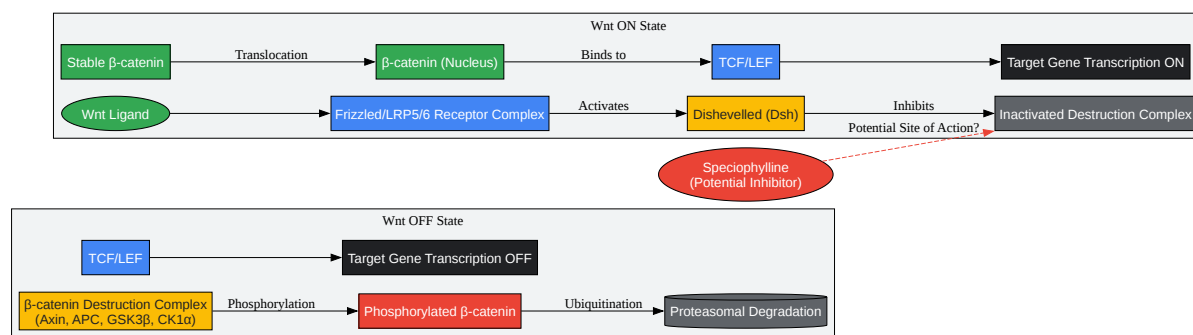 Wnt ON State
Stable β-catenin
Translocation
β-catenin (Nucleus)
Binds to
TCF/LEF
Target Gene Transcription ON
Wnt Ligand
Frizzled/LRP5/6 Receptor Complex
Activates
Dishevelled (Dsh)
Inhibits
Inactivated Destruction Complex
Potential Site of Action?
Speciophylline
(Potential Inhibitor)
Wnt OFF State
TCF/LEF
Target Gene Transcription OFF
β-catenin Destruction Complex
(Axin, APC, GSK3β, CK1α)
Phosphorylation
Phosphorylated β-catenin
Ubiquitination
Proteasomal Degradation